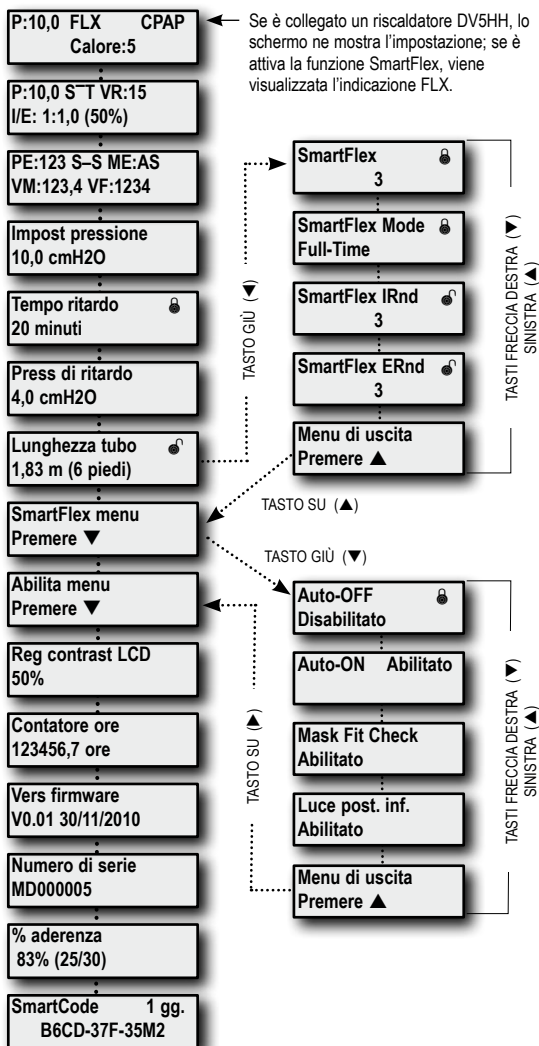 P:10,0 FLX CPAP
Calore:5
Se è collegato un riscaldatore DV5HH, lo
schermo ne mostra l'impostazione; se è
attiva la funzione SmartFlex, viene
visualizzata l'indicazione FLX.
P:10,0 S–T VR:15
I/E: 1:1,0 (50%)
PE:123 S–S ME:AS
VM:123,4 VF:1234
Impost pressione
10,0 cmH2O
Tempo ritardo
20 minuti
Press di ritardo
4,0 cmH2O
Lunghezza tubo
1,83 m (6 piedi)
SmartFlex menu
Premere ▼
Abilita menu
Premere ▼
Reg contrast LCD
50%
Contatore ore
123456,7 ore
Vers firmware
V0.01 30/11/2010
Numero di serie
MD000005
% aderenza
83% (25/30)
SmartCode 1 gg.
B6CD-37F-35M2
TASTO GIÙ (▼)
SmartFlex
3
SmartFlex Mode
Full-Time
SmartFlex IRnd
3
SmartFlex ERnd
3
Menu di uscita
Premere ▲
TASTI FRECCIA DESTRA (▼)
SINISTRA (▲)
TASTO SU (▲)
TASTO GIÙ (▼)
Auto-OFF
Disabilitato
Auto-ON Abilitato
Mask Fit Check
Abilitato
Luce post. inf.
Abilitato
Menu di uscita
Premere ▲
TASTO SU (▲)
TASTI FRECCIA DESTRA (▼)
SINISTRA (▲)